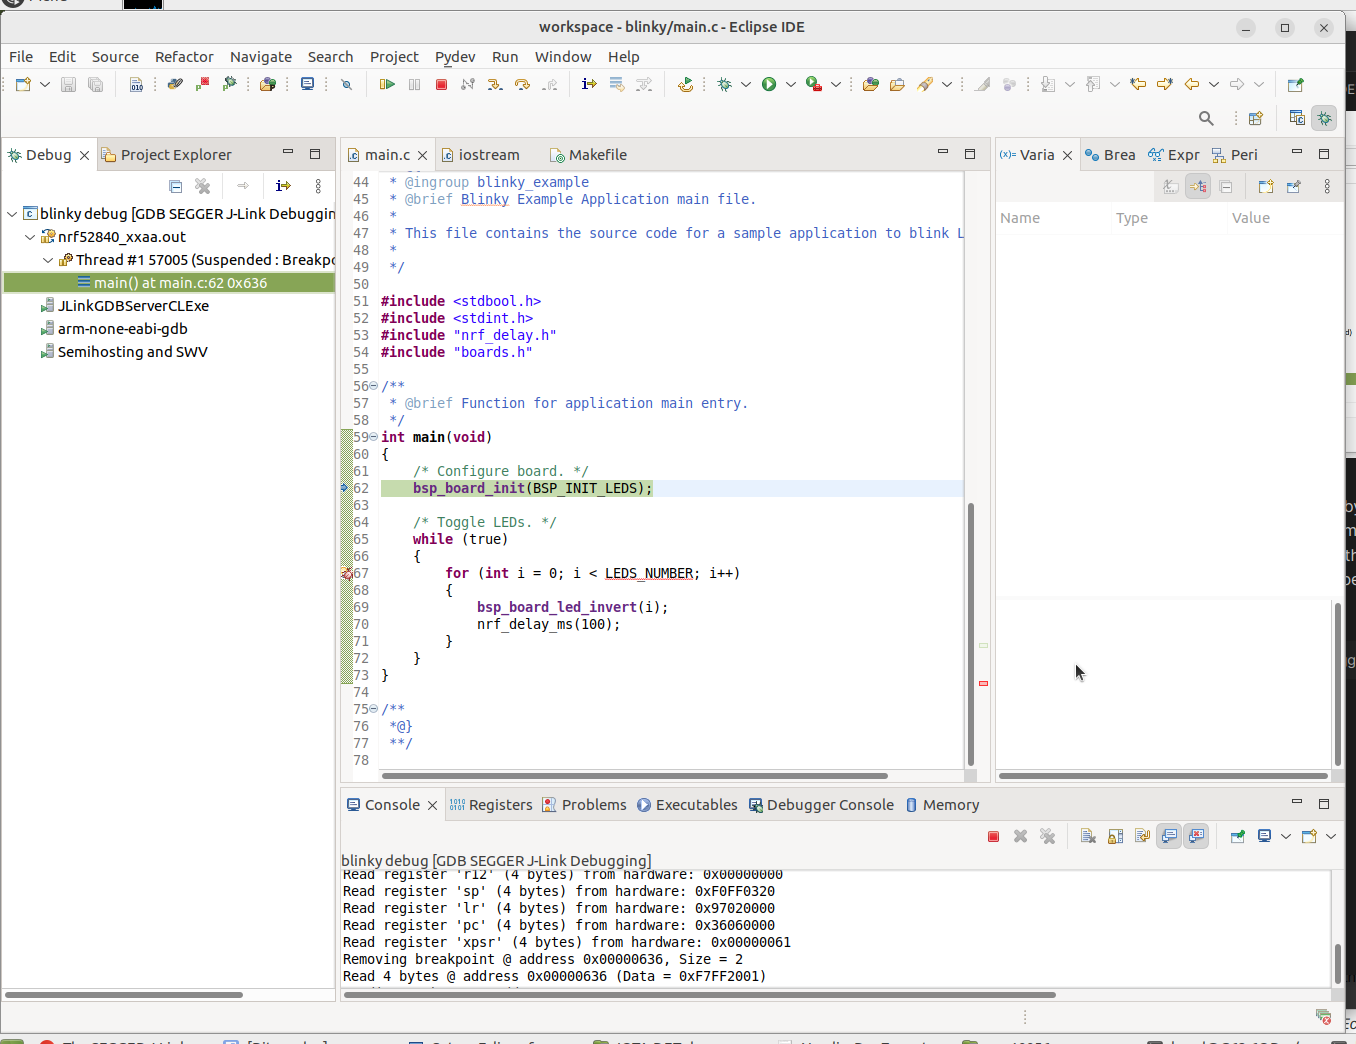 workspace - blinky/main.c - Eclipse IDE
File Edit Source Refactor Navigate Search Project Pydev Run Window Help
Debug Project Explorer
main.c iostream Makefile
Varia Brea Expr Peri
blinky debug [GDB SEGGER J-Link Debuggin
nrf52840_xxaa.out
Thread #1 57005 (Suspended : Breakpo
main() at main.c:62 0x636
JLinkGDBServerCLExe
arm-none-eabi-gdb
Semihosting and SWV
44 * @ingroup blinky_example
45 * @brief Blinky Example Application main file.
46 *
47 * This file contains the source code for a sample application to blink L
48 *
49 */
50
51 #include <stdbool.h>
52 #include <stdint.h>
53 #include "nrf_delay.h"
54 #include "boards.h"
55
56 /**
57 * @brief Function for application main entry.
58 */
59 int main(void)
60 {
61 /* Configure board. */
62 bsp_board_init(BSP_INIT_LEDS);
63
64 /* Toggle LEDs. */
65 while (true)
66 {
67 for (int i = 0; i < LEDS_NUMBER; i++)
68 {
69 bsp_board_led_invert(i);
70 nrf_delay_ms(100);
71 }
72 }
73 }
74
75 /**
76 *@}
77 **/
78
Name Type Value
Console Registers Problems Executables Debugger Console Memory
blinky debug [GDB SEGGER J-Link Debugging]
Read register 'r12' (4 bytes) from hardware: 0x00000000
Read register 'sp' (4 bytes) from hardware: 0xF0FF0320
Read register 'lr' (4 bytes) from hardware: 0x97020000
Read register 'pc' (4 bytes) from hardware: 0x36060000
Read register 'xpsr' (4 bytes) from hardware: 0x00000061
Removing breakpoint @ address 0x00000636, Size = 2
Read 4 bytes @ address 0x00000636 (Data = 0xF7FF2001)